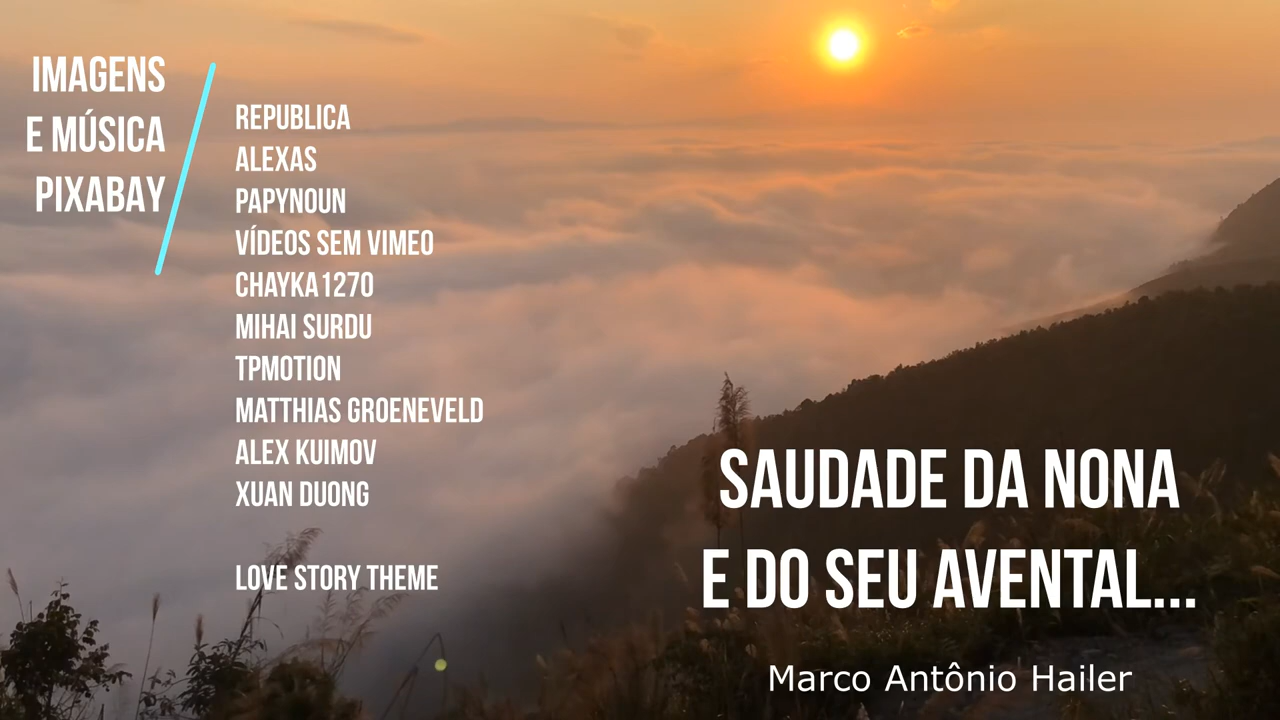 IMAGENS
E MÚSICA
PIXABAY
REPUBLICA
ALEXAS
PAPYNOUN
VÍDEOS SEM VIMEO
CHAYKA1270
MIHAI SURDU
TPMOTION
MATTHIAS GROENEVELD
ALEX KUIMOV
XUAN DUONG
LOVE STORY THEME
SAUDADE DA NONA
E DO SEU AVENTAL...
Marco Antônio Hailer